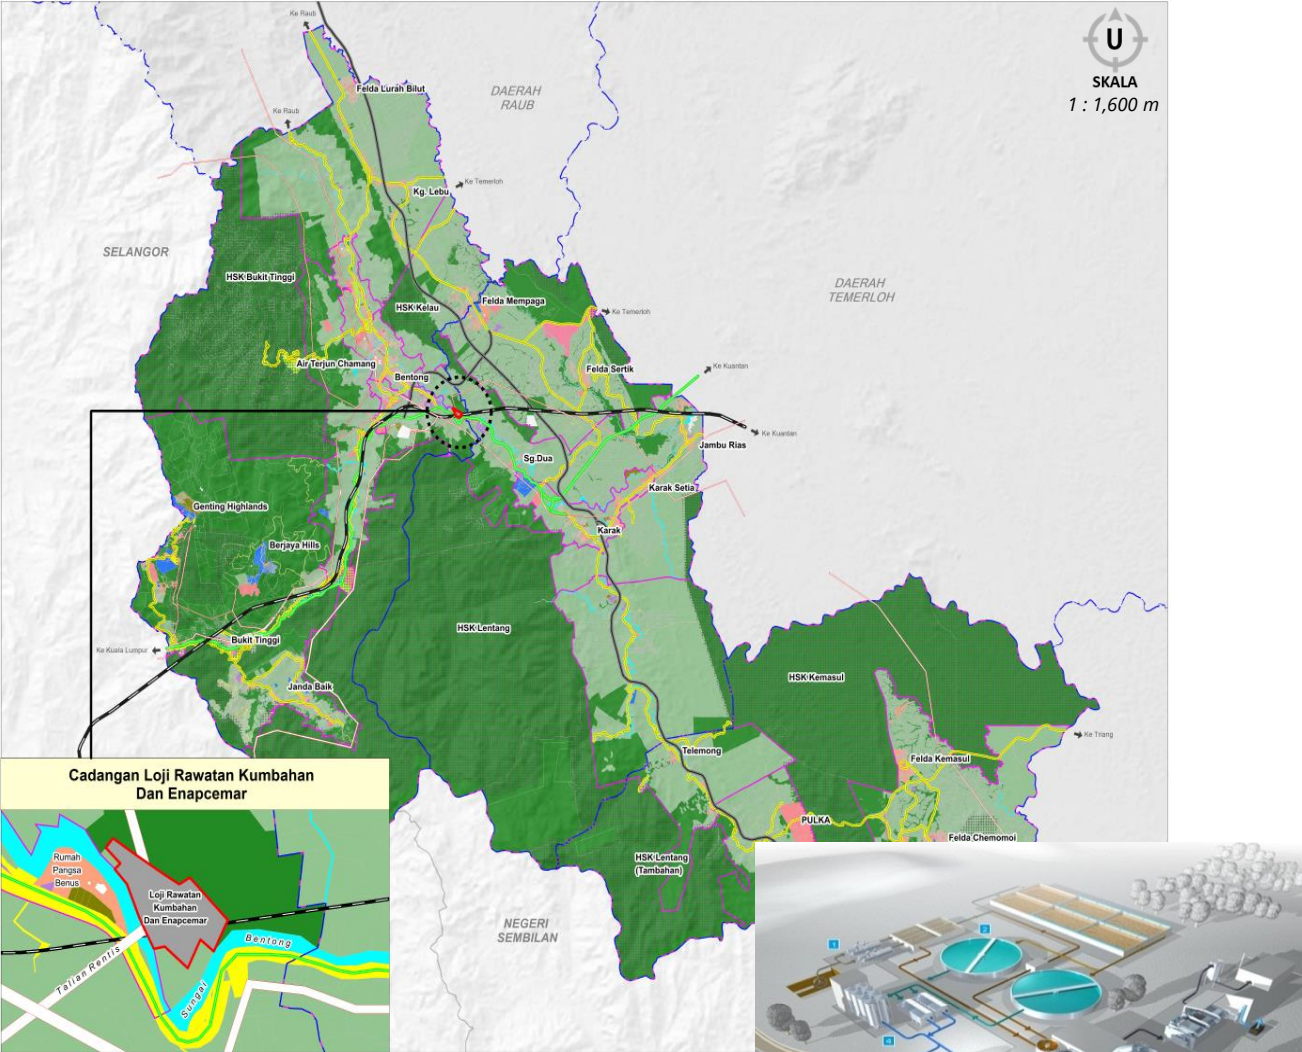 Ke Raub
U
SKALA
1 : 1,600 m
Felda Lurah Bilut
DAERAH
RAUB
Ke Raub
Kg. Lebu
Ke Temerloh
SELANGOR
HSK Bukit Tinggi
DAERAH
TEMERLOH
HSK Kelau
Felda Mempaga
Ke Temerloh
Air Terjun Chamang
Bentong
Felda Sertik
Ke Kuantan
Ke Kuantan
Jambu Rias
Sg.Dua
Karak Setia
Genting Highlands
Karak
Berjaya Hills
HSK Lentang
Bukit Tinggi
Ke Kuala Lumpur
Janda Baik
HSK Kemasul
Ke Triang
Telemong
Felda Kemasul
PULKA
Felda Chemomoi
HSK Lentang
(Tambahan)
NEGERI
SEMBILAN
Cadangan Loji Rawatan Kumbahan
Dan Enapcemar
Rumah
Pangsa
Benus
Loji Rawatan
Kumbahan
Dan Enapcemar
Talian Rentis
Sungai
Bentong
1
2
4